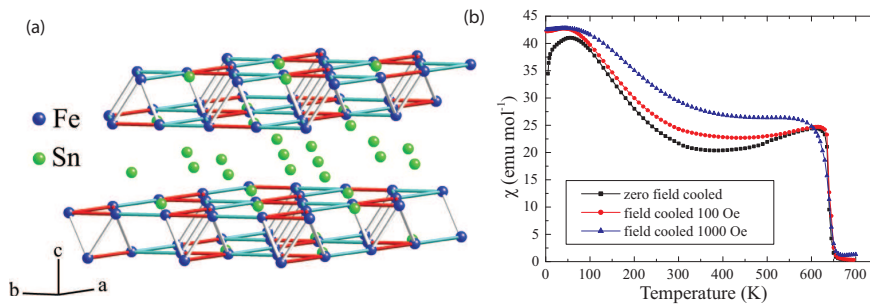 (a)
Fe
Sn
c
b
a
(b)
χ (emu mol⁻¹)
45
40
35
30
25
20
15
10
5
0
zero field cooled
field cooled 100 Oe
field cooled 1000 Oe
0 100 200 300 400 500 600 700
Temperature (K)